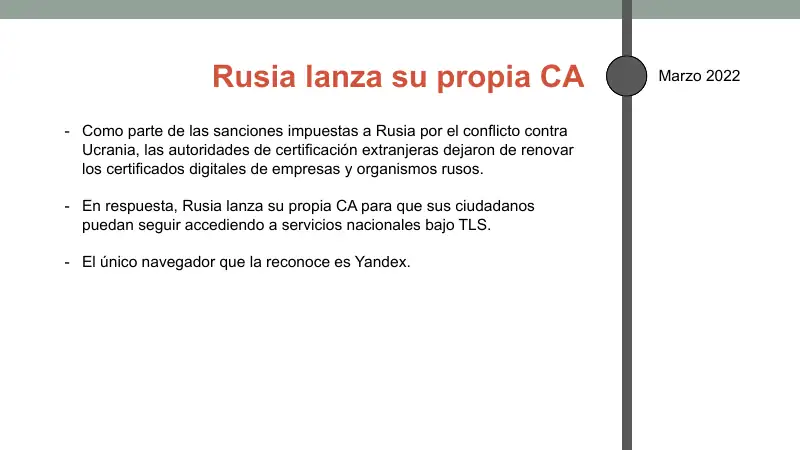 Rusia lanza su propia CA
Marzo 2022
- Como parte de las sanciones impuestas a Rusia por el conflicto contra
Ucrania, las autoridades de certificación extranjeras dejaron de renovar
los certificados digitales de empresas y organismos rusos.
- En respuesta, Rusia lanza su propia CA para que sus ciudadanos
puedan seguir accediendo a servicios nacionales bajo TLS.
- El único navegador que la reconoce es Yandex.